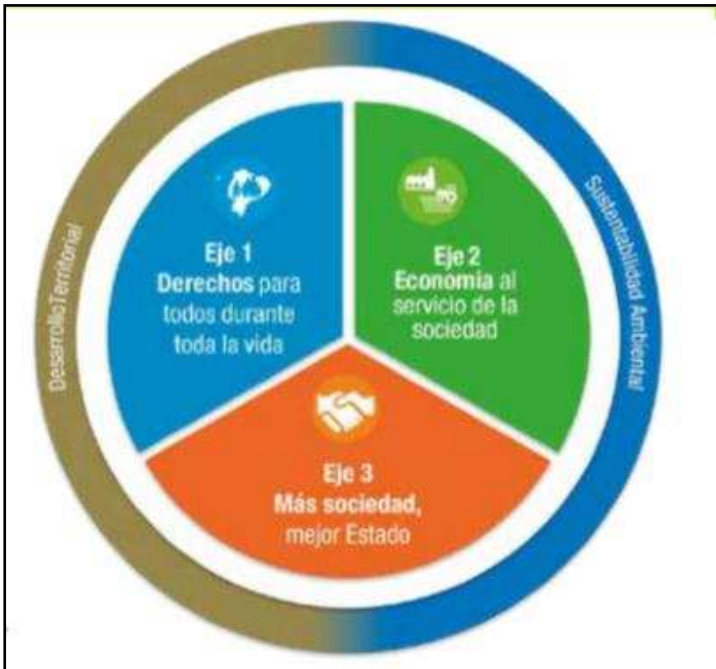 Desarrollo Territorial
Eje 1
Derechos para
todos durante
toda la vida
Eje 2
Economia al
servicio de la
sociedad
Sustentabilidad Ambiental
Eje 3
Más sociedad,
mejor Estado